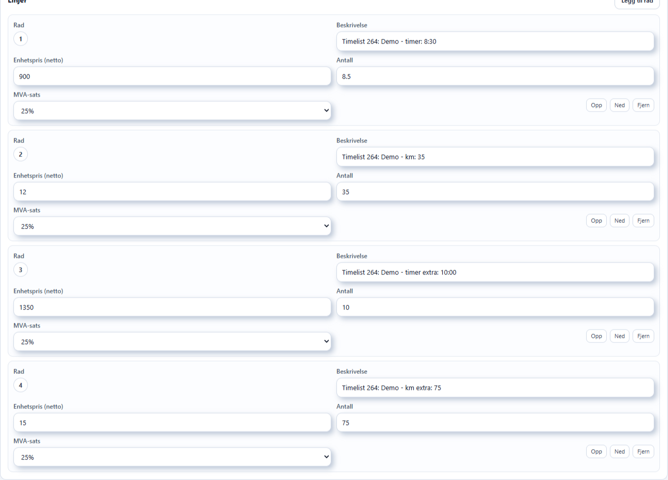 Linjer
Legg til rad
Rad
1
Beskrivelse
Timelist 264: Demo - timer: 8:30
Enhetspris (netto)
900
Antall
8.5
MVA-sats
25%
Opp
Ned
Fjern
Rad
2
Beskrivelse
Timelist 264: Demo - km: 35
Enhetspris (netto)
12
Antall
35
MVA-sats
25%
Opp
Ned
Fjern
Rad
3
Beskrivelse
Timelist 264: Demo - timer extra: 10:00
Enhetspris (netto)
1350
Antall
10
MVA-sats
25%
Opp
Ned
Fjern
Rad
4
Beskrivelse
Timelist 264: Demo - km extra: 75
Enhetspris (netto)
15
Antall
75
MVA-sats
25%
Opp
Ned
Fjern